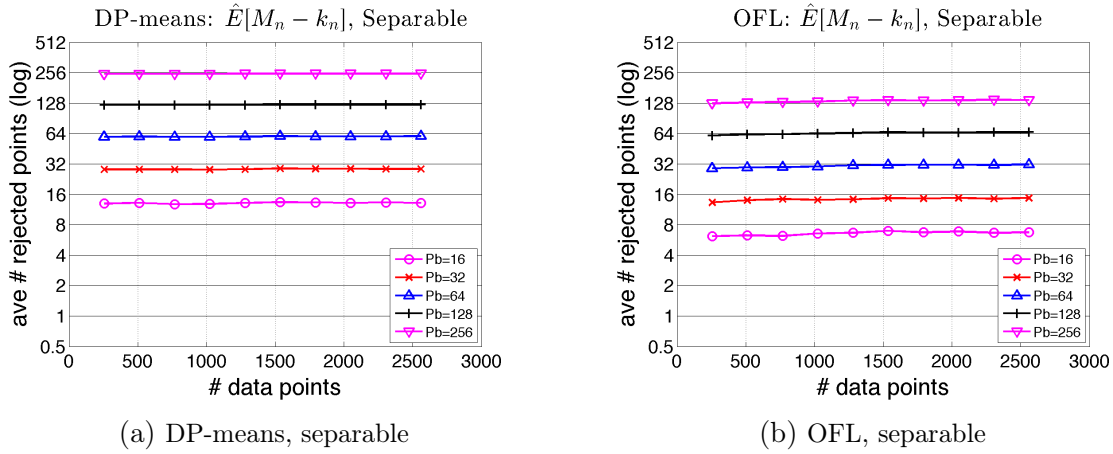 DP-means: Ê[Mₙ − kₙ], Separable
ave # rejected points (log)
512
256
128
64
32
16
8
4
2
1
0.5
0 500 1000 1500 2000 2500 3000
# data points
Pb=16
Pb=32
Pb=64
Pb=128
Pb=256
(a) DP-means, separable
OFL: Ê[Mₙ − kₙ], Separable
ave # rejected points (log)
512
256
128
64
32
16
8
4
2
1
0.5
0 500 1000 1500 2000 2500 3000
# data points
Pb=16
Pb=32
Pb=64
Pb=128
Pb=256
(b) OFL, separable